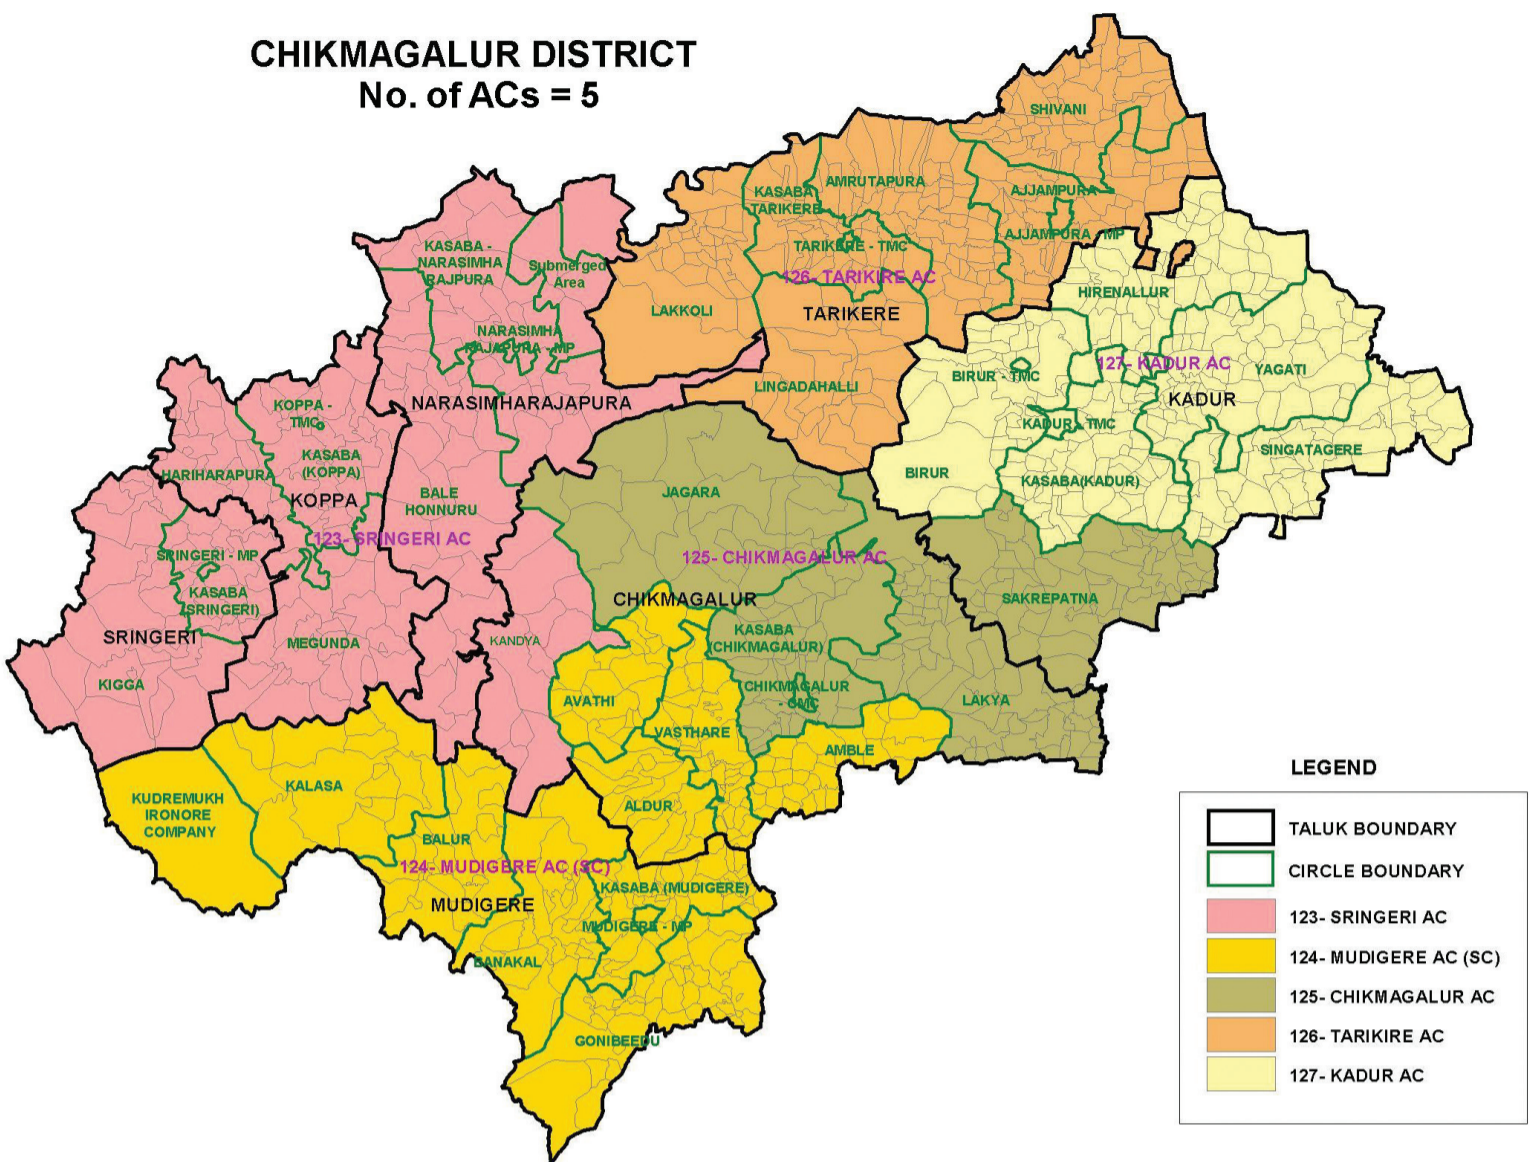 CHIKMAGALUR DISTRICT
No. of ACs = 5
SHIVANI
AMRUTAPURA
KASABA
TARIKERE
AJJAMPURA
AJJAMPURA - MP
TARIKERE - TMC
126- TARIKIRE AC
TARIKERE
LAKKOLI
LINGADAHALLI
KASABA -
NARASIMHA
RAJPURA
Submerged
Area
NARASIMHA
RAJAPURA - MP
NARASIMHARAJAPURA
HIRENALLUR
127- KADUR AC
YAGATI
BIRUR - TMC
KADUR
KADUR - TMC
SINGATAGERE
BIRUR
KASABA(KADUR)
KOPPA -
TMC
KASABA
(KOPPA)
HARIHARAPURA
KOPPA
BALE
HONNURU
123- SRINGERI AC
JAGARA
125- CHIKMAGALUR AC
CHIKMAGALUR
SAKREPATNA
SRINGERI - MP
KASABA
(SRINGERI)
SRINGERI
MEGUNDA
KANDYA
KIGGA
KASABA
(CHIKMAGALUR)
CHIKMAGALUR
- CMC
LAKYA
AVATHI
VASTHARE
AMBLE
ALDUR
KUDREMUKH
IRONORE
COMPANY
KALASA
BALUR
124- MUDIGERE AC (SC)
MUDIGERE
KASABA (MUDIGERE)
MUDIGERE - MP
BANAKAL
GONIBEEDU
LEGEND
TALUK BOUNDARY
CIRCLE BOUNDARY
123- SRINGERI AC
124- MUDIGERE AC (SC)
125- CHIKMAGALUR AC
126- TARIKIRE AC
127- KADUR AC